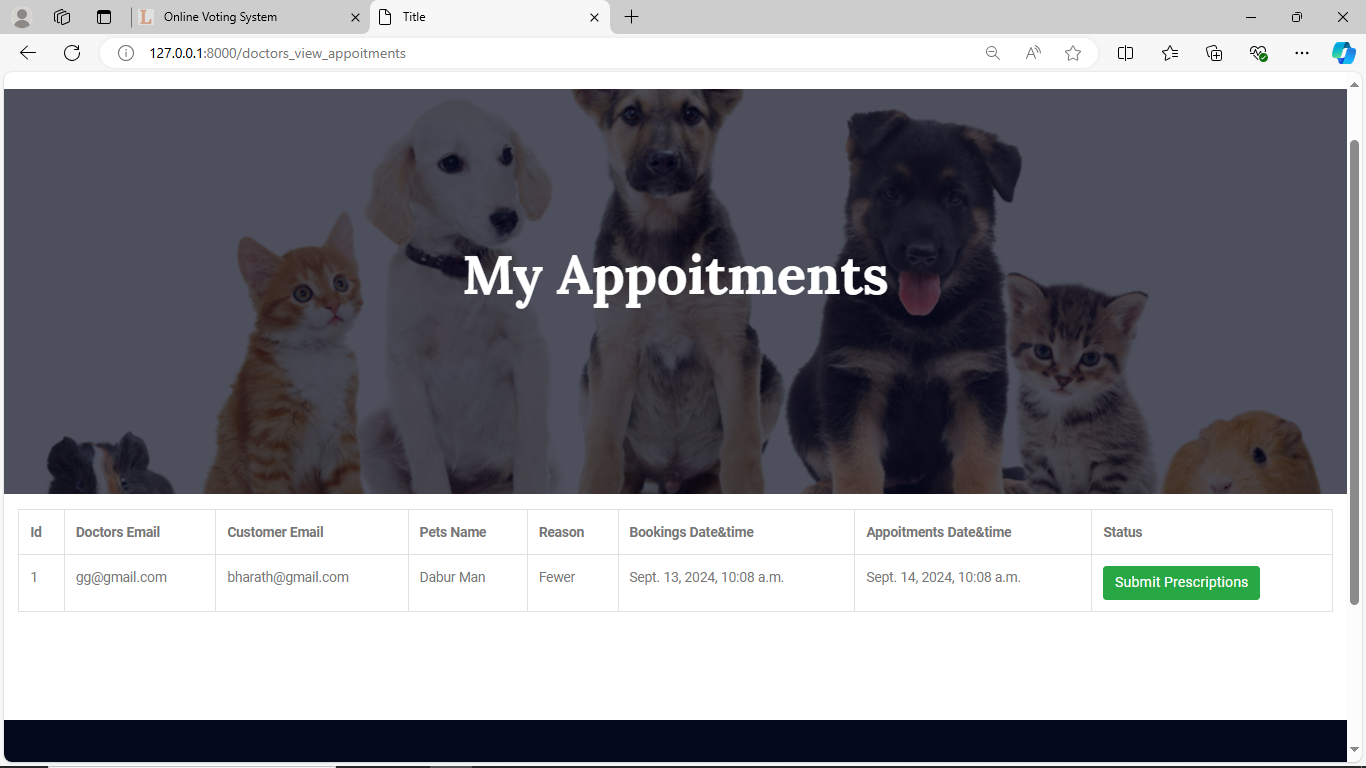 L Online Voting System
Title
127.0.0.1:8000/doctors_view_appoitments
My Appoitments
Id Doctors Email Customer Email Pets Name Reason Bookings Date&time Appoitments Date&time Status
1 gg@gmail.com bharath@gmail.com Dabur Man Fewer Sept. 13, 2024, 10:08 a.m. Sept. 14, 2024, 10:08 a.m. Submit Prescriptions